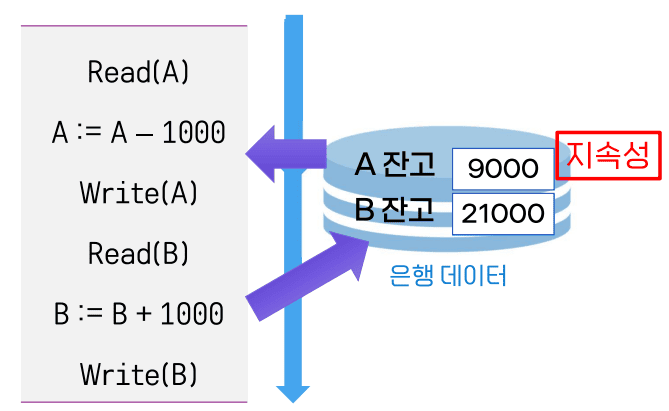 Read(A)
A := A – 1000
Write(A)
Read(B)
B := B + 1000
Write(B)
A 잔고 9000
B 잔고 21000
지속성
은행 데이터